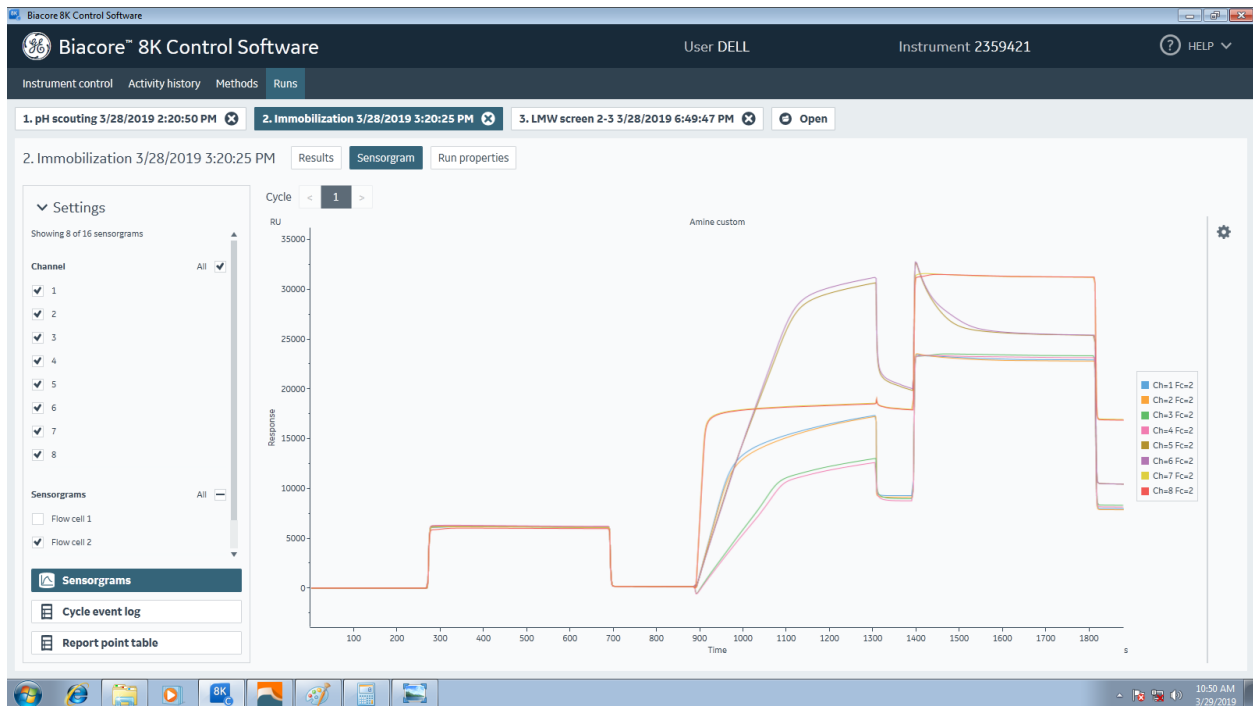 Biacore 8K Control Software
Biacore™ 8K Control Software
User DELL
Instrument 2359421
? HELP
Instrument control Activity history Methods Runs
1. pH scouting 3/28/2019 2:20:50 PM
2. Immobilization 3/28/2019 3:20:25 PM
3. LMW screen 2-3 3/28/2019 6:49:47 PM
Open
2. Immobilization 3/28/2019 3:20:25 PM
Results Sensorgram Run properties
Settings
Showing 8 of 16 sensorgrams
Channel All
1
2
3
4
5
6
7
8
Sensorgrams All
Flow cell 1
Flow cell 2
Sensorgrams
Cycle event log
Report point table
Cycle < 1 >
RU
Amine custom
35000
30000
25000
20000
15000
10000
5000
0
Response
100 200 300 400 500 600 700 800 900 1000 1100 1200 1300 1400 1500 1600 1700 1800
Time
s
Ch=1 Fc=2
Ch=2 Fc=2
Ch=3 Fc=2
Ch=4 Fc=2
Ch=5 Fc=2
Ch=6 Fc=2
Ch=7 Fc=2
Ch=8 Fc=2
8K
10:50 AM
3/29/2019